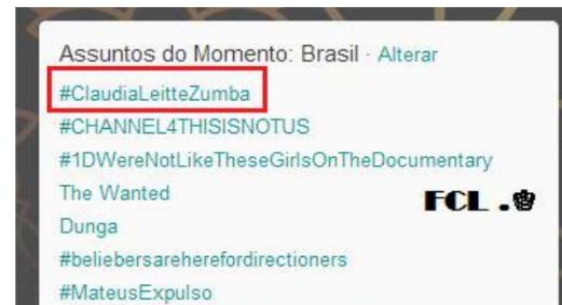 Assuntos do Momento: Brasil · Alterar
#ClaudiaLeitteZumba
#CHANNEL4THISISNOTUS
#1DWereNotLikeTheseGirlsOnTheDocumentary
The Wanted
FCL .
Dunga
#beliebersareherefordirectioners
#MateusExpulso